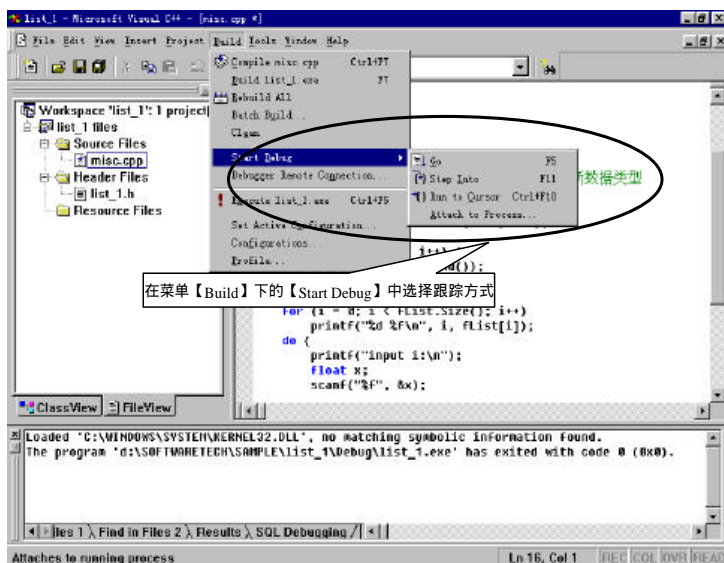 list_1 - Microsoft Visual C++ - [misc.cpp *]
File Edit View Insert Project Build Tools Window Help
Workspace 'list_1': 1 project(
list_1 files
Source Files
misc.cpp
Header Files
list_1.h
Resource Files
ClassView
FileView
Compile misc.cpp Ctrl+F7
Build list_1.exe F7
Rebuild All
Batch Build...
Clean
Start Debug
Debugger Remote Connection...
Execute list_1.exe Ctrl+F5
Set Active Configuration...
Configurations...
Profile...
Go F5
Step Into F11
Run to Cursor Ctrl+F10
Attach to Process...
数据类型
i++)
d());
在菜单【Build】下的【Start Debug】中选择跟踪方式
for (i = 0; i < fList.Size(); i++)
printf("%d %f\n", i, fList[i]);
do {
printf("input i:\n");
float x;
scanf("%f", &x);
Loaded 'C:\WINDOWS\SYSTEM\KERNEL32.DLL', no matching symbolic information found.
The program 'd:\SOFTWARETECH\SAMPLE\list_1\Debug\list_1.exe' has exited with code 0 (0x0).
iles 1 Find in Files 2 Results SQL Debugging
Attaches to running process
Ln 16, Col 1
REC COL OVR READ